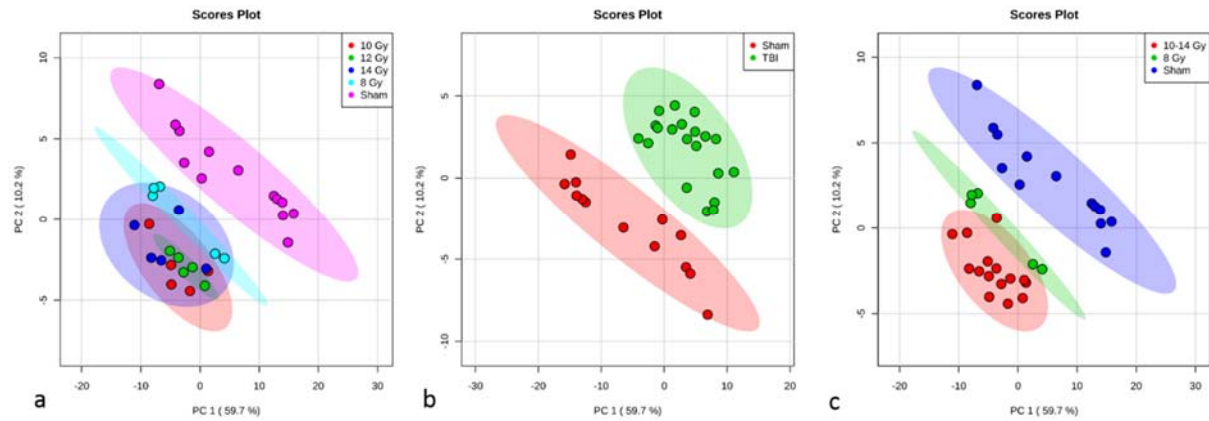 Scores Plot
10 Gy
12 Gy
14 Gy
8 Gy
Sham
PC 2 ( 10.2 %)
10
5
0
-5
-20
-10
0
10
20
30
PC 1 ( 59.7 %)
a
Scores Plot
Sham
TBI
PC 2 ( 10.2 %)
5
0
-5
-10
-30
-20
-10
0
10
20
PC 1 ( 59.7 %)
b
Scores Plot
10-14 Gy
8 Gy
Sham
PC 2 ( 10.2 %)
10
5
0
-5
-20
-10
0
10
20
30
PC 1 ( 59.7 %)
c